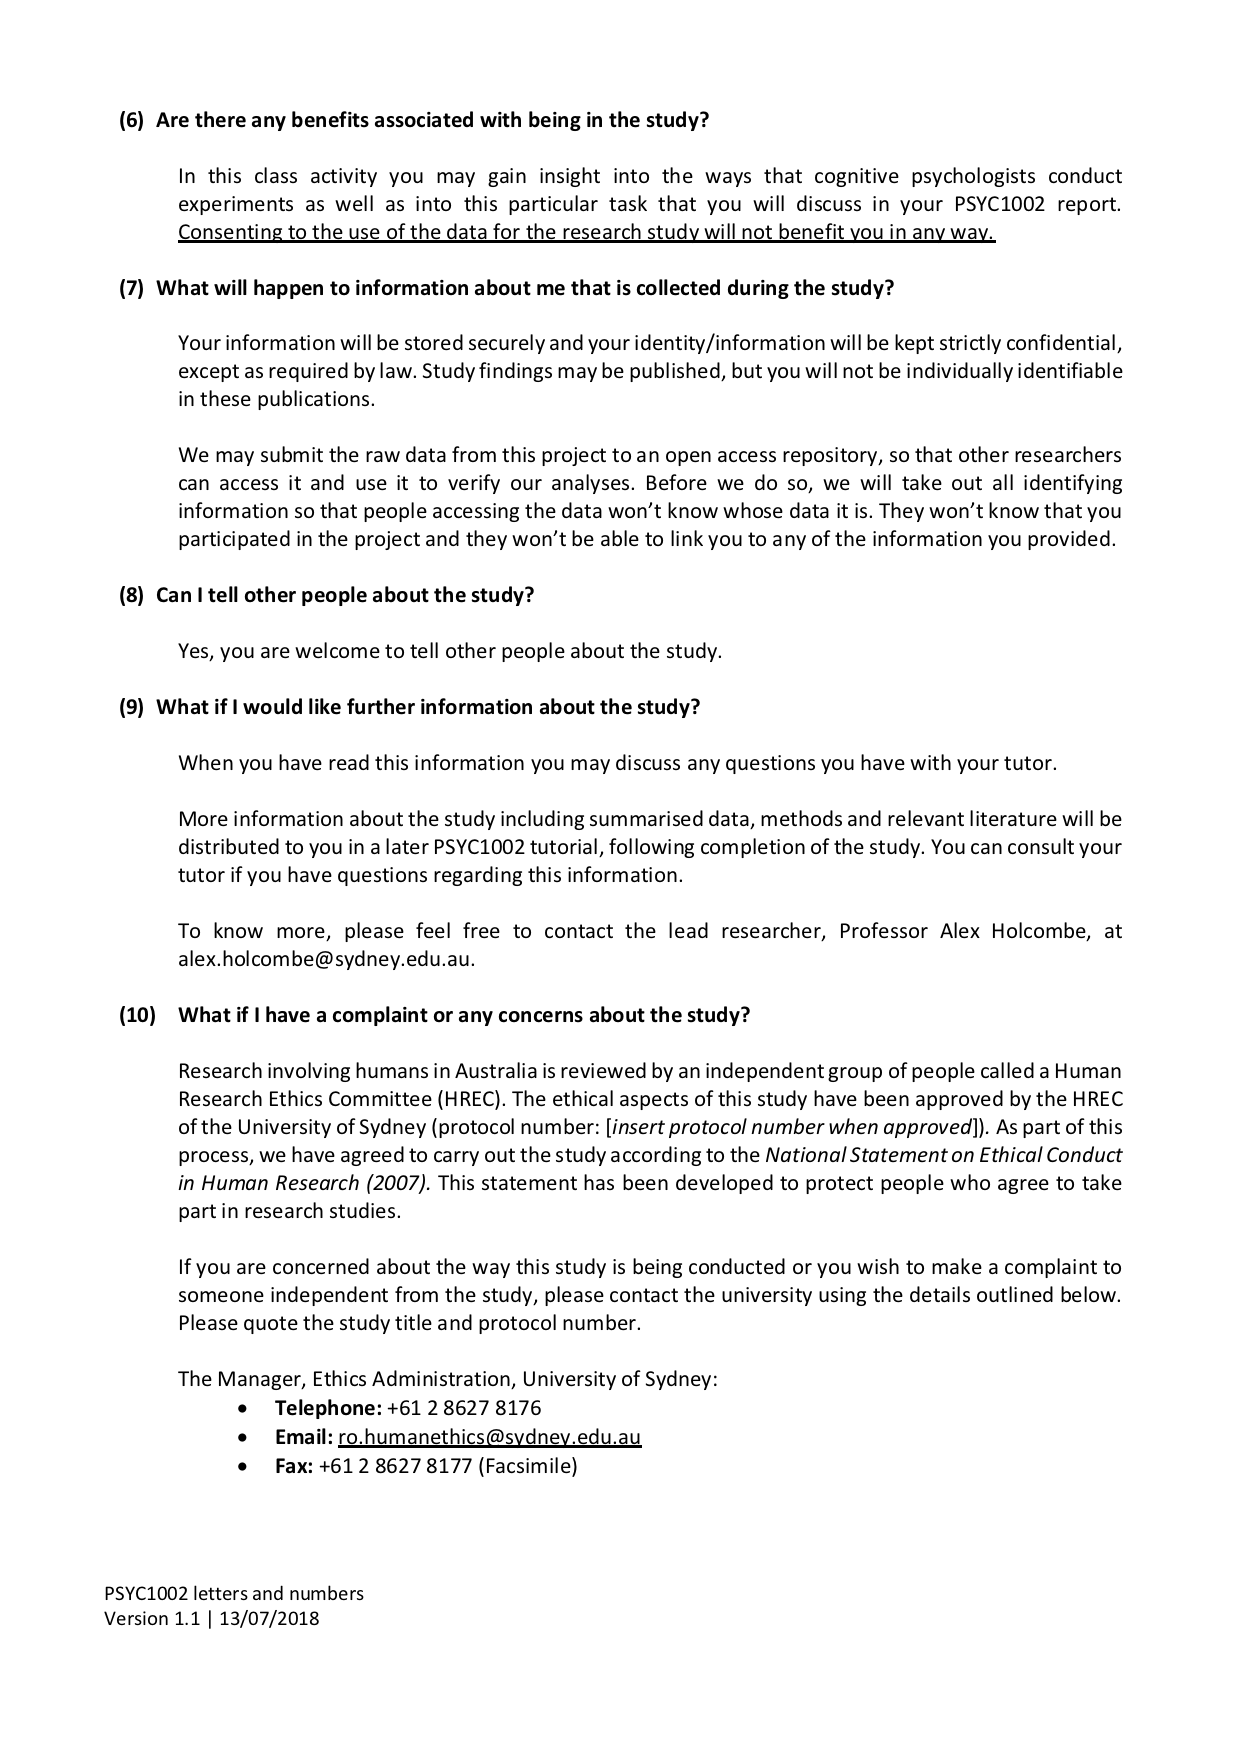 (6) Are there any benefits associated with being in the study?
In this class activity you may gain insight into the ways that cognitive psychologists conduct
experiments as well as into this particular task that you will discuss in your PSYC1002 report.
Consenting to the use of the data for the research study will not benefit you in any way.
(7) What will happen to information about me that is collected during the study?
Your information will be stored securely and your identity/information will be kept strictly confidential,
except as required by law. Study findings may be published, but you will not be individually identifiable
in these publications.
We may submit the raw data from this project to an open access repository, so that other researchers
can access it and use it to verify our analyses. Before we do so, we will take out all identifying
information so that people accessing the data won’t know whose data it is. They won’t know that you
participated in the project and they won’t be able to link you to any of the information you provided.
(8) Can I tell other people about the study?
Yes, you are welcome to tell other people about the study.
(9) What if I would like further information about the study?
When you have read this information you may discuss any questions you have with your tutor.
More information about the study including summarised data, methods and relevant literature will be
distributed to you in a later PSYC1002 tutorial, following completion of the study. You can consult your
tutor if you have questions regarding this information.
To know more, please feel free to contact the lead researcher, Professor Alex Holcombe, at
alex.holcombe@sydney.edu.au.
(10) What if I have a complaint or any concerns about the study?
Research involving humans in Australia is reviewed by an independent group of people called a Human
Research Ethics Committee (HREC). The ethical aspects of this study have been approved by the HREC
of the University of Sydney (protocol number: [insert protocol number when approved]). As part of this
process, we have agreed to carry out the study according to the National Statement on Ethical Conduct
in Human Research (2007). This statement has been developed to protect people who agree to take
part in research studies.
If you are concerned about the way this study is being conducted or you wish to make a complaint to
someone independent from the study, please contact the university using the details outlined below.
Please quote the study title and protocol number.
The Manager, Ethics Administration, University of Sydney:
• Telephone: +61 2 8627 8176
• Email: ro.humanethics@sydney.edu.au
• Fax: +61 2 8627 8177 (Facsimile)
PSYC1002 letters and numbers
Version 1.1 | 13/07/2018